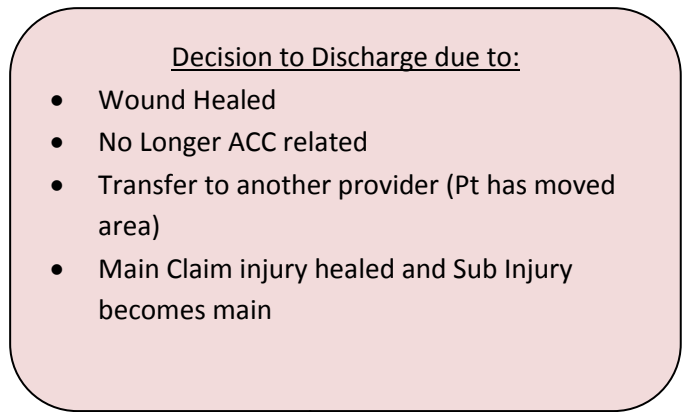 Decision to Discharge due to:
• Wound Healed
• No Longer ACC related
• Transfer to another provider (Pt has moved
area)
• Main Claim injury healed and Sub Injury
becomes main